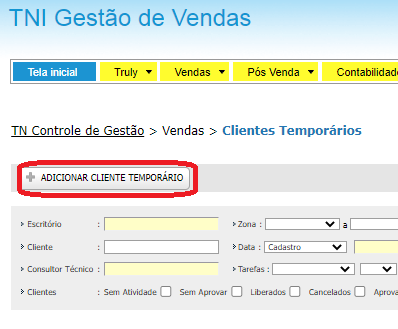 TNI Gestão de Vendas
Tela inicial Truly Vendas Pós Venda Contabilidade
TN Controle de Gestão > Vendas > Clientes Temporários
ADICIONAR CLIENTE TEMPORÁRIO
Escritório : Zona : a
Cliente : Data : Cadastro
Consultor Técnico : Tarefas :
Clientes : Sem Atividade Sem Aprovar Liberados Cancelados Aprova